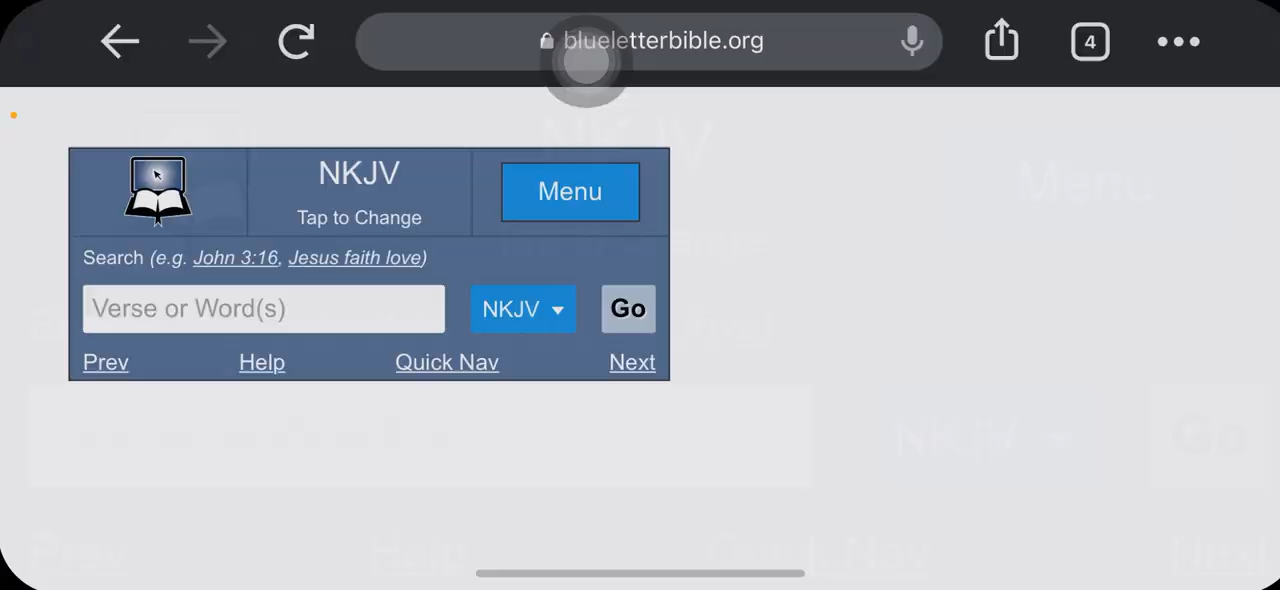 blueletterbible.org
4
NKJV
Tap to Change
Menu
Search (e.g. John 3:16, Jesus faith love)
Verse or Word(s)
NKJV
Go
Prev
Help
Quick Nav
Next